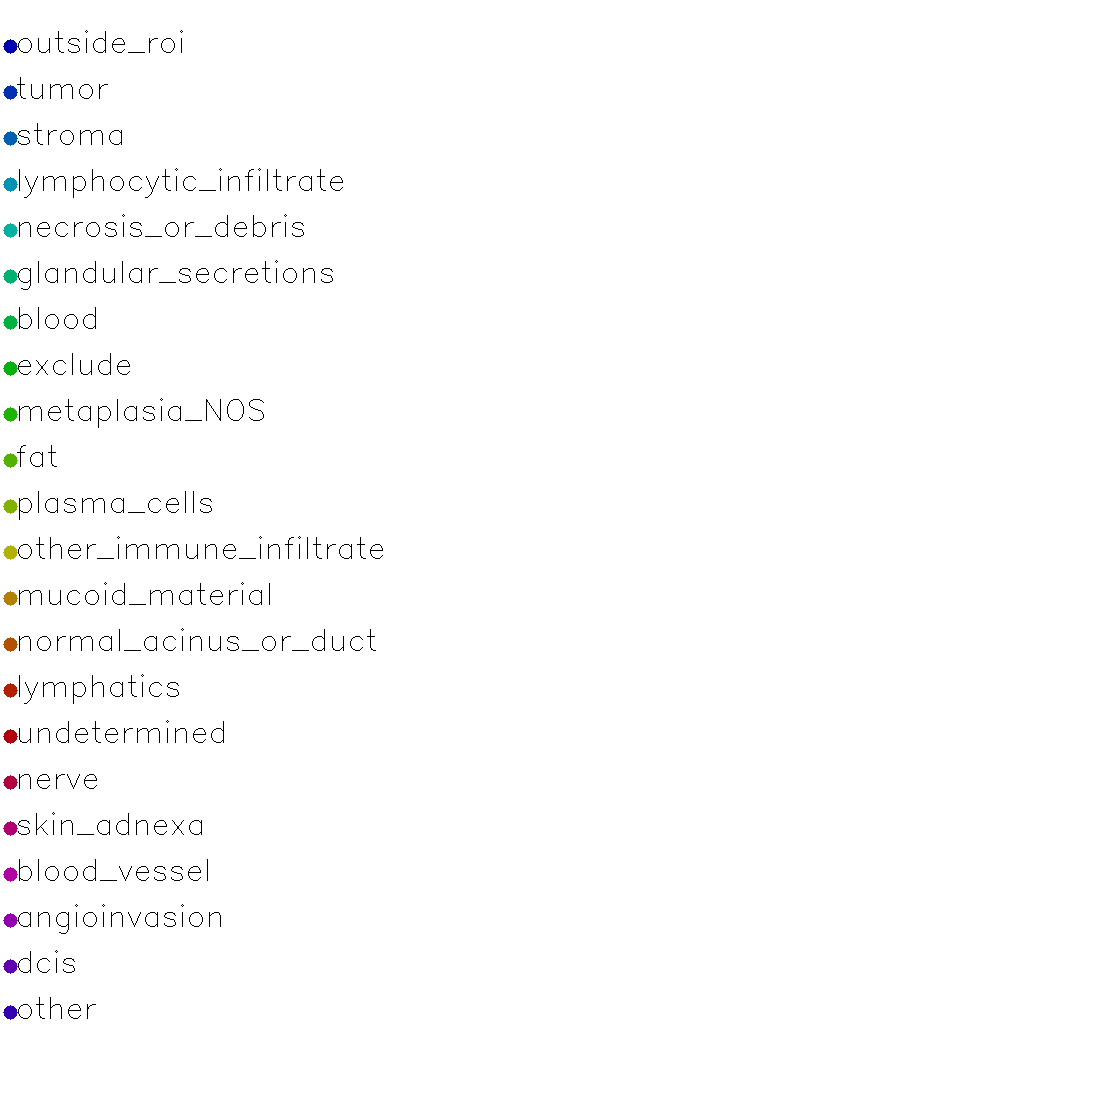 outside_roi
tumor
stroma
lymphocytic_infiltrate
necrosis_or_debris
glandular_secretions
blood
exclude
metaplasia_NOS
fat
plasma_cells
other_immune_infiltrate
mucoid_material
normal_acinus_or_duct
lymphatics
undetermined
nerve
skin_adnexa
blood_vessel
angioinvasion
dcis
other